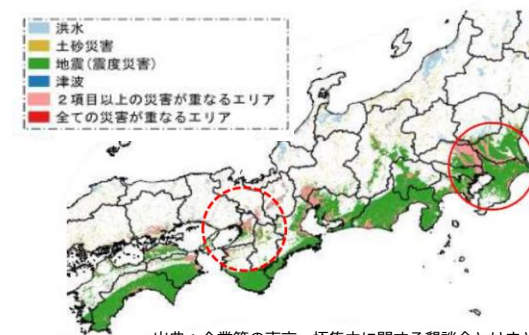 洪水
土砂災害
地震(震度災害)
津波
２項目以上の災害が重なるエリア
全ての災害が重なるエリア